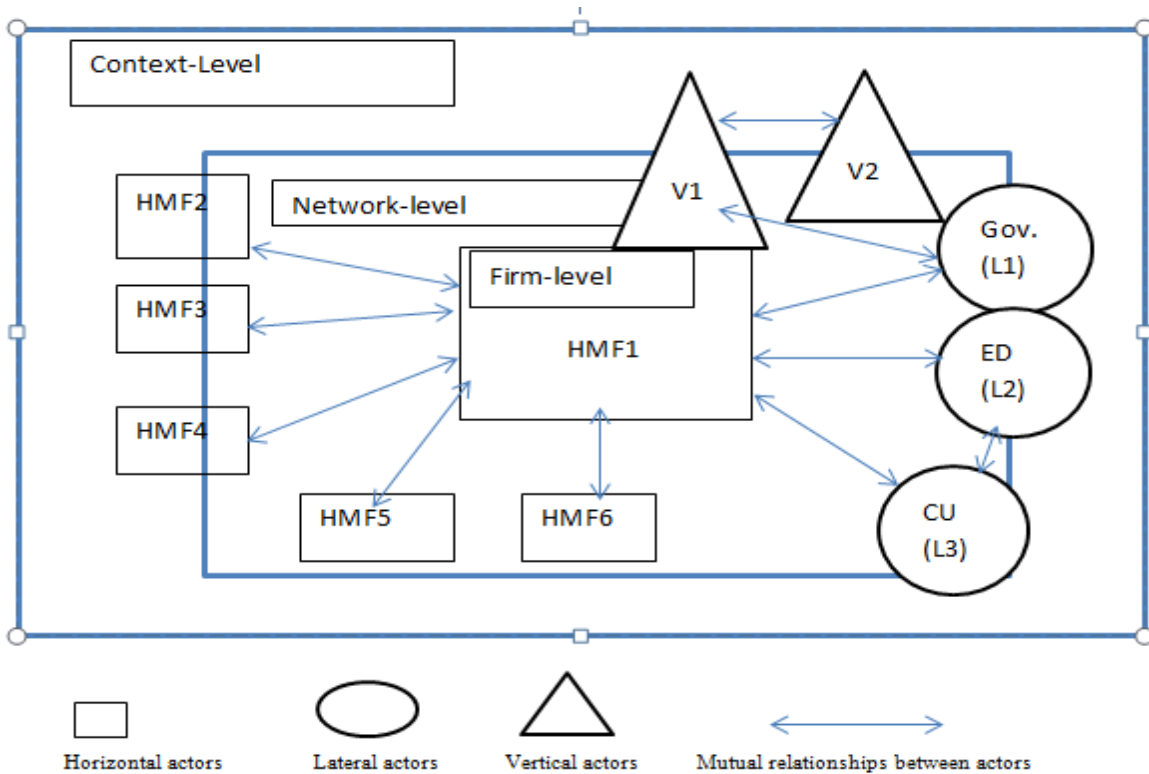 Context-Level
V1
V2
HMF2
Network-level
Gov.
(L1)
Firm-level
HMF3
HMF1
ED
(L2)
HMF4
HMF5
HMF6
CU
(L3)
Horizontal actors
Lateral actors
Vertical actors
Mutual relationships between actors